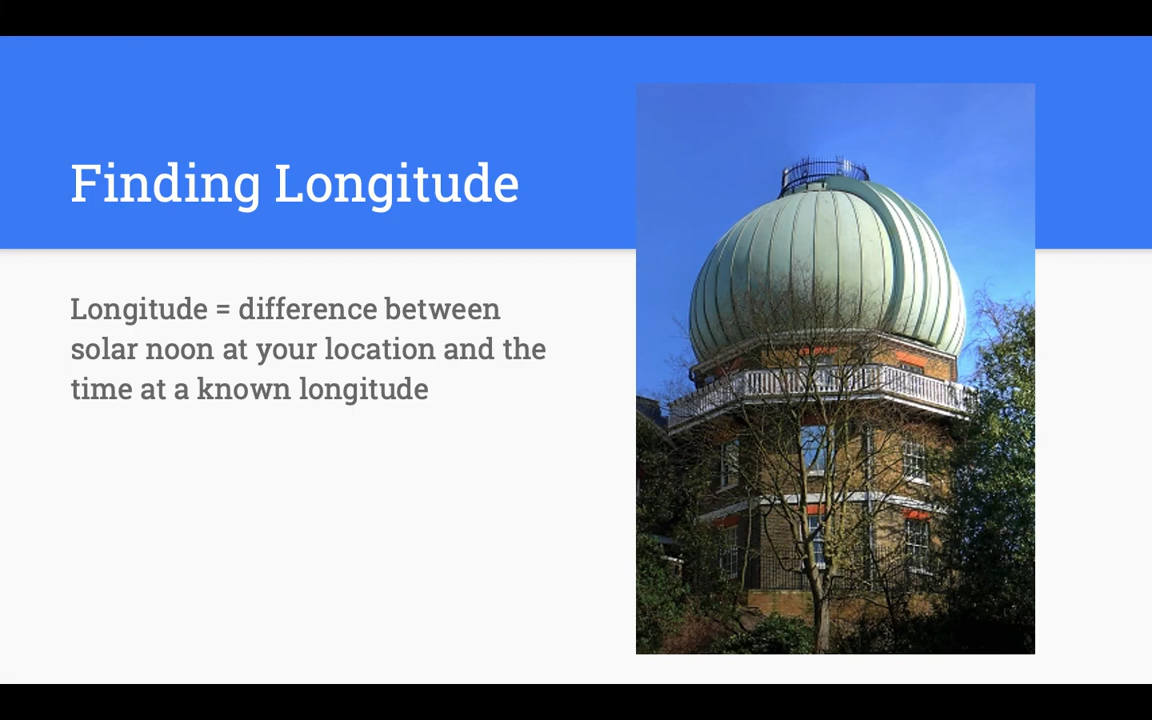 Finding Longitude
Longitude = difference between
solar noon at your location and the
time at a known longitude